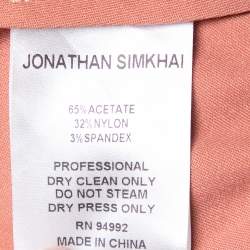 JONATHAN SIMKHAI
65% ACETATE
32% NYLON
3% SPANDEX
PROFESSIONAL
DRY CLEAN ONLY
DO NOT STEAM
DRY PRESS ONLY
RN 94992
MADE IN CHINA